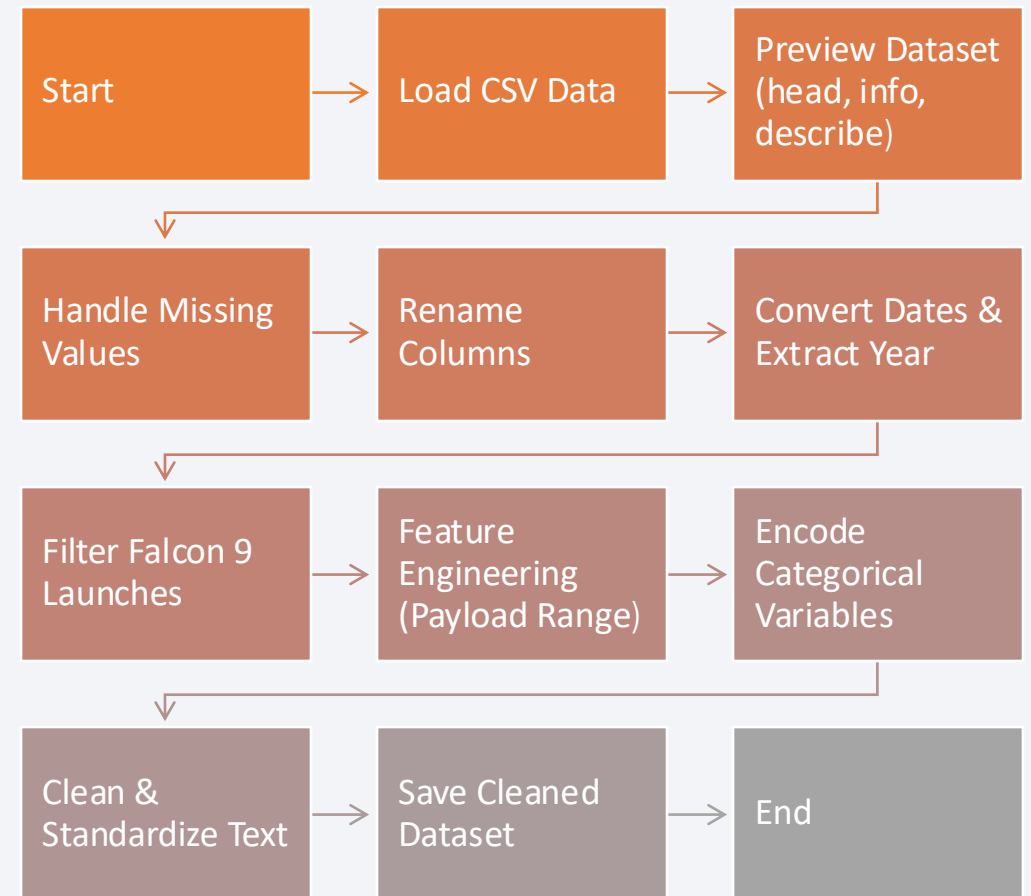 Start
Load CSV Data
Preview Dataset
(head, info,
describe)
Handle Missing
Values
Rename
Columns
Convert Dates &
Extract Year
Filter Falcon 9
Launches
Feature
Engineering
(Payload Range)
Encode
Categorical
Variables
Clean &
Standardize Text
Save Cleaned
Dataset
End